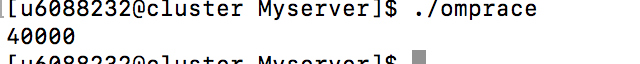 [[u6088232@cluster Myserver]$ ./omprace
40000
[u6088232@cluster Myserver]$